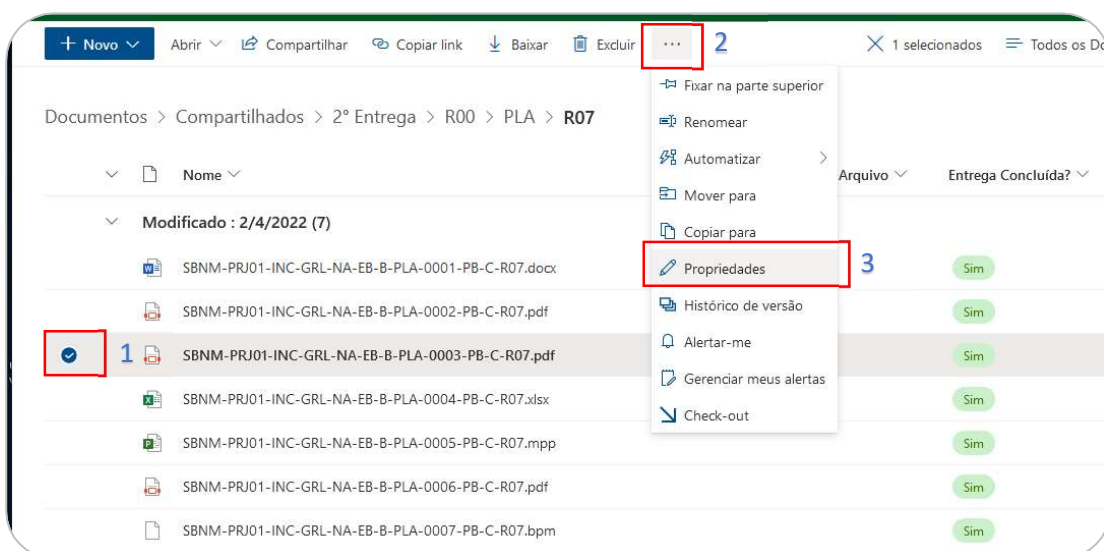 + Novo Abrir Compartilhar Copiar link Baixar Excluir ... 2 1 selecionados Todos os Do
Fixar na parte superior
Documentos > Compartilhados > 2° Entrega > R00 > PLA > R07
Renomear
Automatizar
Nome Arquivo Entrega Concluída?
Mover para
Modificado : 2/4/2022 (7)
Copiar para
SBNM-PRJ01-INC-GRL-NA-EB-B-PLA-0001-PB-C-R07.docx Propriedades 3 Sim
Histórico de versão
SBNM-PRJ01-INC-GRL-NA-EB-B-PLA-0002-PB-C-R07.pdf Sim
Alertar-me
1 SBNM-PRJ01-INC-GRL-NA-EB-B-PLA-0003-PB-C-R07.pdf Sim
Gerenciar meus alertas
SBNM-PRJ01-INC-GRL-NA-EB-B-PLA-0004-PB-C-R07.xlsx Sim
Check-out
SBNM-PRJ01-INC-GRL-NA-EB-B-PLA-0005-PB-C-R07.mpp Sim
SBNM-PRJ01-INC-GRL-NA-EB-B-PLA-0006-PB-C-R07.pdf Sim
SBNM-PRJ01-INC-GRL-NA-EB-B-PLA-0007-PB-C-R07.bpm Sim